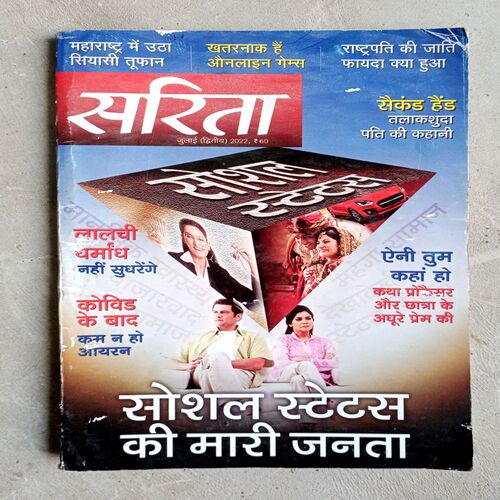 महाराष्ट्र में उठा
सियासी तूफान
खतरनाक हैं
ऑनलाइन गेम्स
राष्ट्रपति की जाति
फायदा क्या हुआ
सरिता
जुलाई (द्वितीय) 2022, ₹60
सैकंड हैंड
तलाकशुदा
पति की कहानी
सोशल
स्टेटस
लालची
धर्मांध
नहीं सुधरेंगे
कोविड
के बाद
कम न हो
आयरन
ऐनी तुम
कहां हो
कथा प्रोफैसर
और छात्रा के
अधूरे प्रेम की
सोशल स्टेटस
की मारी जनता